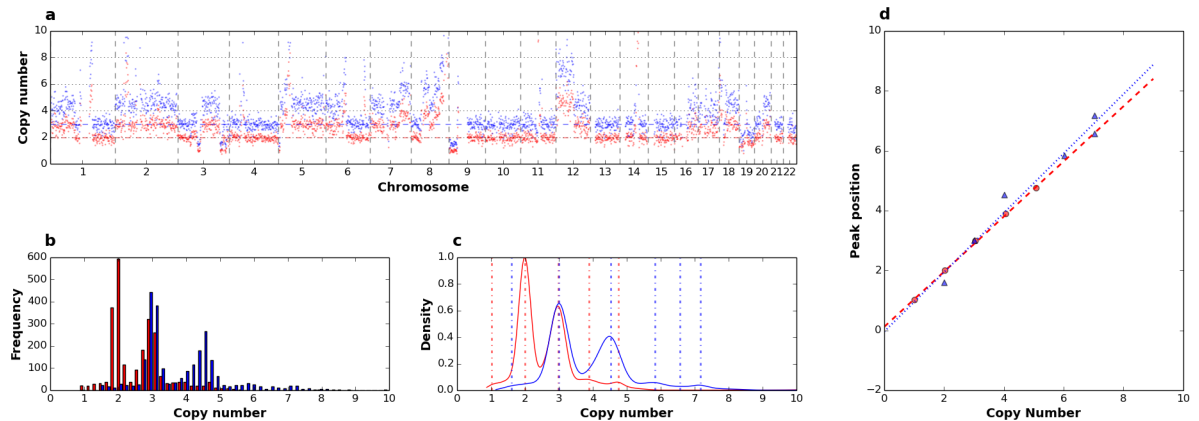 a
10
8
6
4
2
0
Copy number
1 2 3 4 5 6 7 8 9 10 11 12 13 14 15 16 17 18 19 20 21 22
Chromosome
b
600
500
400
300
200
100
0
Frequency
0 1 2 3 4 5 6 7 8 9 10
Copy number
c
1.0
0.8
0.6
0.4
0.2
0.0
Density
0 1 2 3 4 5 6 7 8 9 10
Copy number
d
10
8
6
4
2
0
−2
Peak position
0 2 4 6 8 10
Copy Number